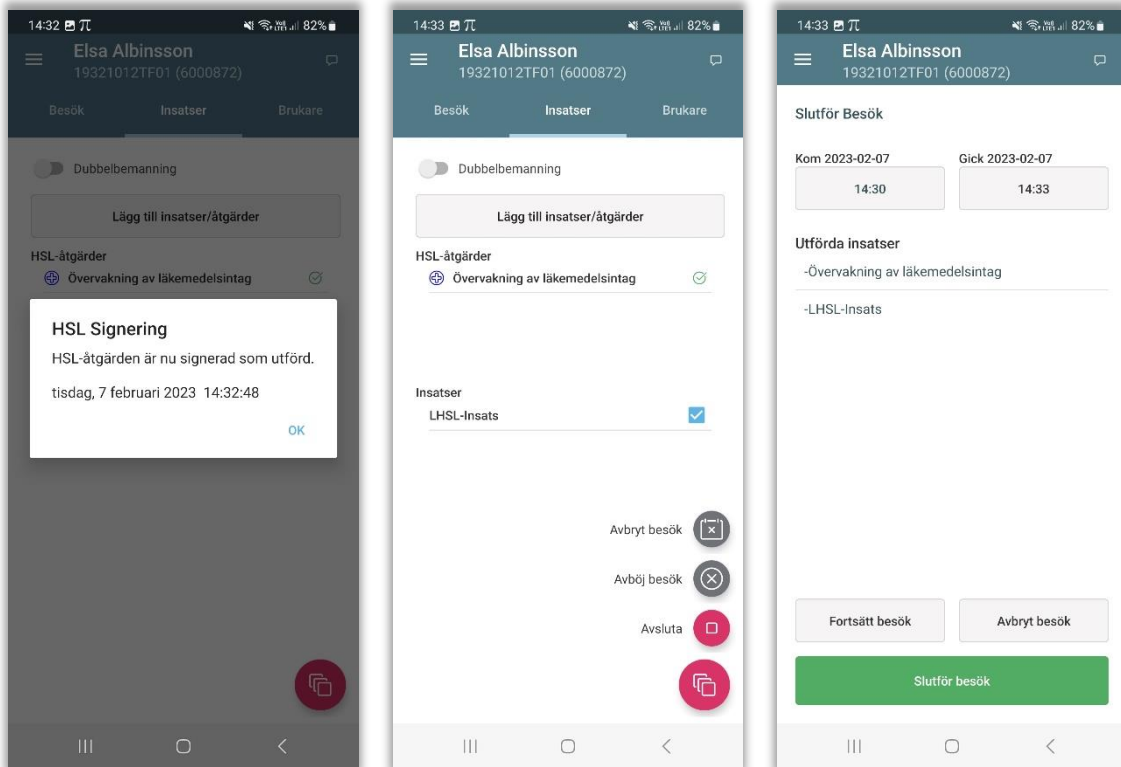 14:32 π 82%
Elsa Albinsson
19321012TF01 (6000872)
Besök Insatser Brukare
Dubbelbemanning
Lägg till insatser/åtgärder
HSL-åtgärder
Övervakning av läkemedelsintag
HSL Signering
HSL-åtgärden är nu signerad som utförd.
tisdag, 7 februari 2023 14:32:48
OK
14:33 π 82%
Elsa Albinsson
19321012TF01 (6000872)
Besök Insatser Brukare
Dubbelbemanning
Lägg till insatser/åtgärder
HSL-åtgärder
Övervakning av läkemedelsintag
Insatser
LHSL-Insats
Avbryt besök
Avböj besök
Avsluta
14:33 π 82%
Elsa Albinsson
19321012TF01 (6000872)
Slutför Besök
Kom 2023-02-07 Gick 2023-02-07
14:30 14:33
Utförda insatser
-Övervakning av läkemedelsintag
-LHSL-Insats
Fortsätt besök Avbryt besök
Slutför besök